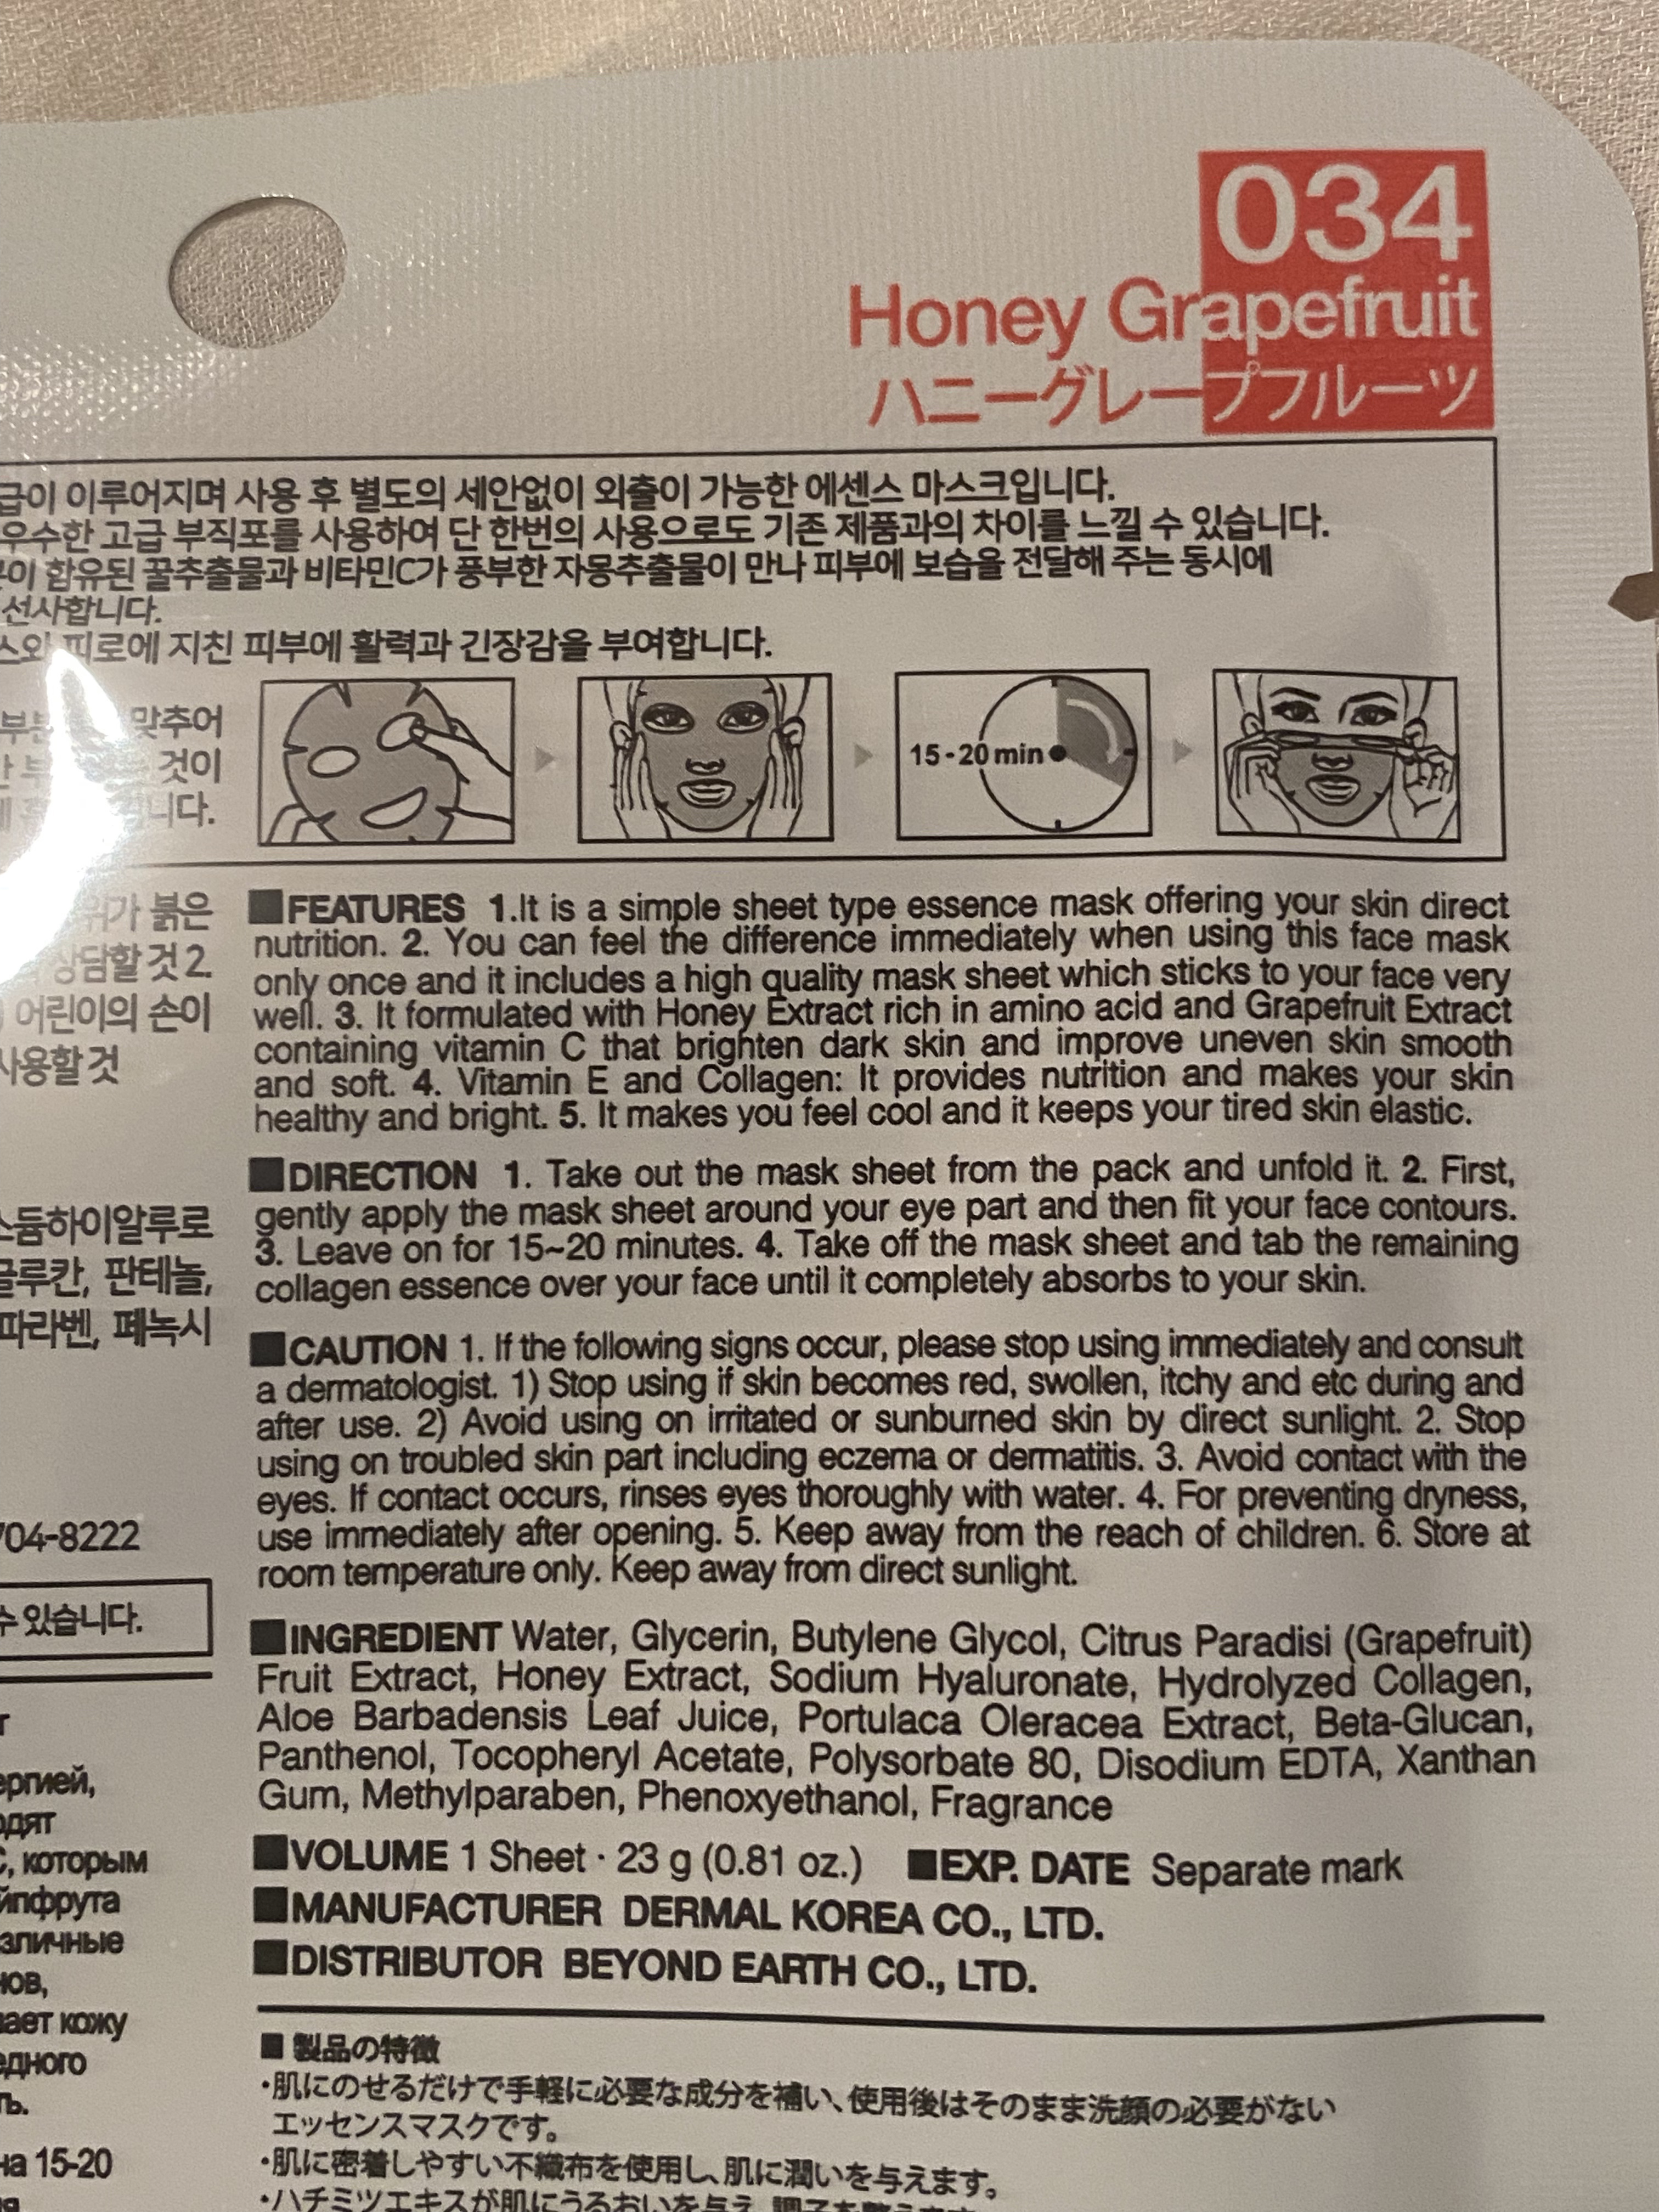 034
Honey Grapefruit
ハニーグレープフルーツ
급이 이루어지며 사용 후 별도의 세안없이 외출이 가능한 에센스 마스크입니다.
우수한 고급 부직포를 사용하여 단 한번의 사용으로도 기존 제품과의 차이를 느낄 수 있습니다.
함유된 꿀추출물과 비타민C가 풍부한 자몽추출물이 만나 피부에 보습을 전달해 주는 동시에
선사합니다.
피로에 지친 피부에 활력과 긴장감을 부여합니다.
맞추어
것이
니다.
15-20 min
붉은
상담할 것 2.
어린이의 손이
사용할 것
스듐하이알루로
글루칸, 판테놀,
파라벤, 페녹시
704-8222
수 있습니다.
ергией,
одят
С, которым
йпфрута
зличные
нов,
ает кожу
едного
ть.
на 15-20
■FEATURES 1.It is a simple sheet type essence mask offering your skin direct
nutrition. 2. You can feel the difference immediately when using this face mask
only once and it includes a high quality mask sheet which sticks to your face very
well. 3. It formulated with Honey Extract rich in amino acid and Grapefruit Extract
containing vitamin C that brighten dark skin and improve uneven skin smooth
and soft. 4. Vitamin E and Collagen: It provides nutrition and makes your skin
healthy and bright. 5. It makes you feel cool and it keeps your tired skin elastic.
■DIRECTION 1. Take out the mask sheet from the pack and unfold it. 2. First,
gently apply the mask sheet around your eye part and then fit your face contours.
3. Leave on for 15~20 minutes. 4. Take off the mask sheet and tab the remaining
collagen essence over your face until it completely absorbs to your skin.
■CAUTION 1. If the following signs occur, please stop using immediately and consult
a dermatologist. 1) Stop using if skin becomes red, swollen, itchy and etc during and
after use. 2) Avoid using on irritated or sunburned skin by direct sunlight. 2. Stop
using on troubled skin part including eczema or dermatitis. 3. Avoid contact with the
eyes. If contact occurs, rinses eyes thoroughly with water. 4. For preventing dryness,
use immediately after opening. 5. Keep away from the reach of children. 6. Store at
room temperature only. Keep away from direct sunlight.
■INGREDIENT Water, Glycerin, Butylene Glycol, Citrus Paradisi (Grapefruit)
Fruit Extract, Honey Extract, Sodium Hyaluronate, Hydrolyzed Collagen,
Aloe Barbadensis Leaf Juice, Portulaca Oleracea Extract, Beta-Glucan,
Panthenol, Tocopheryl Acetate, Polysorbate 80, Disodium EDTA, Xanthan
Gum, Methylparaben, Phenoxyethanol, Fragrance
■VOLUME 1 Sheet · 23 g (0.81 oz.) ■EXP. DATE Separate mark
■MANUFACTURER DERMAL KOREA CO., LTD.
■DISTRIBUTOR BEYOND EARTH CO., LTD.
■ 製品の特徴
・肌にのせるだけで手軽に必要な成分を補い、使用後はそのまま洗顔の必要がない
エッセンスマスクです。
・肌に密着しやすい不織布を使用し、肌に潤いを与えます。
・ハチミツエキスが肌にうるおいを与え、